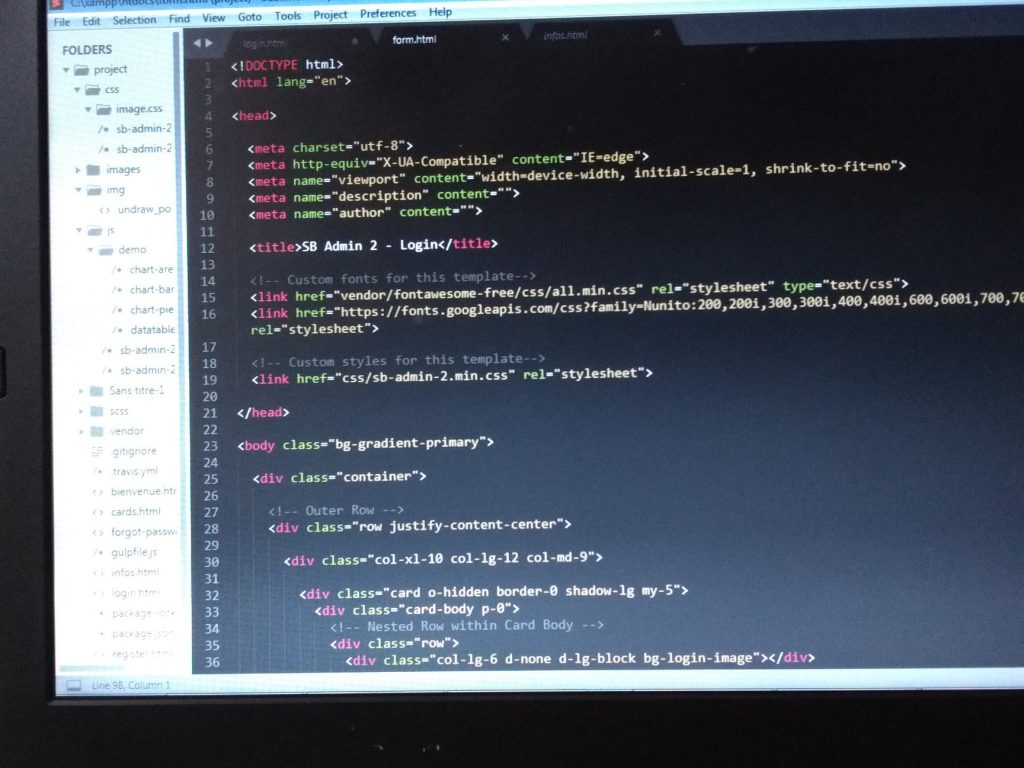 C:\xampp\htdocs\form.html (project)
File Edit Selection Find View Goto Tools Project Preferences Help
FOLDERS
project
css
image.css
sb-admin-2
sb-admin-2
images
img
undraw_po
js
demo
chart-are
chart-bar
chart-pie
datatable
sb-admin-2
sb-admin-2
Sans titre-1
scss
vendor
.gitignore
.travis.yml
bienvenue.htr
cards.html
forgot-passw
gulpfile.js
infos.html
login.html
package-lock
package.json
register.html
login.html form.html infos.html
1 <!DOCTYPE html>
2 <html lang="en">
3
4 <head>
5
6 <meta charset="utf-8">
7 <meta http-equiv="X-UA-Compatible" content="IE=edge">
8 <meta name="viewport" content="width=device-width, initial-scale=1, shrink-to-fit=no">
9 <meta name="description" content="">
10 <meta name="author" content="">
11
12 <title>SB Admin 2 - Login</title>
13
14 <!-- Custom fonts for this template-->
15 <link href="vendor/fontawesome-free/css/all.min.css" rel="stylesheet" type="text/css">
16 <link href="https://fonts.googleapis.com/css?family=Nunito:200,200i,300,300i,400,400i,600,600i,700,70
rel="stylesheet">
17
18 <!-- Custom styles for this template-->
19 <link href="css/sb-admin-2.min.css" rel="stylesheet">
20
21 </head>
22
23 <body class="bg-gradient-primary">
24
25 <div class="container">
26
27 <!-- Outer Row -->
28 <div class="row justify-content-center">
29
30 <div class="col-xl-10 col-lg-12 col-md-9">
31
32 <div class="card o-hidden border-0 shadow-lg my-5">
33 <div class="card-body p-0">
34 <!-- Nested Row within Card Body -->
35 <div class="row">
36 <div class="col-lg-6 d-none d-lg-block bg-login-image"></div>
Line 98, Column 1